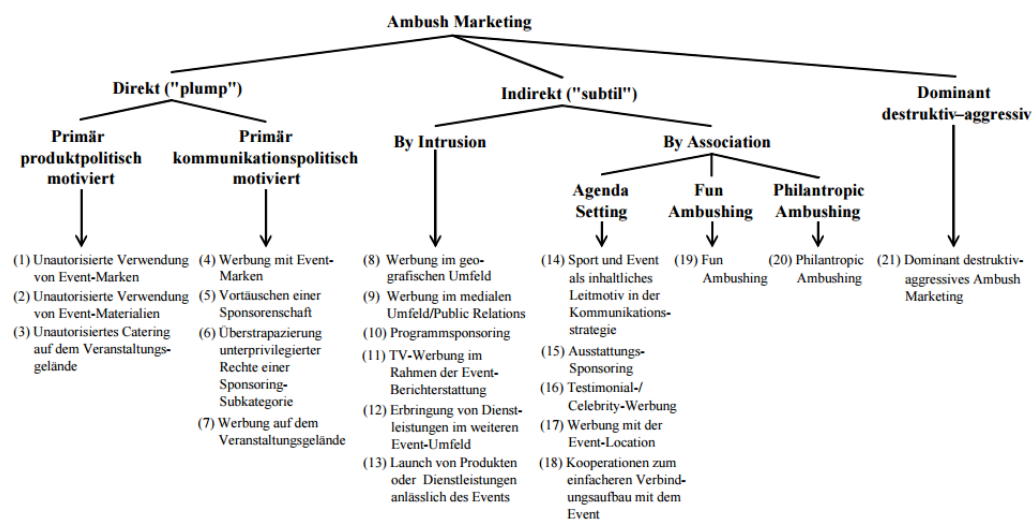 Ambush Marketing
Direkt ("plump")
Indirekt ("subtil")
Dominant
destruktiv–aggressiv
Primär
produktpolitisch
motiviert
Primär
kommunikationspolitisch
motiviert
By Intrusion
By Association
Agenda
Setting
Fun
Ambushing
Philantropic
Ambushing
(1) Unautorisierte Verwendung
von Event-Marken
(2) Unautorisierte Verwendung
von Event-Materialien
(3) Unautorisiertes Catering
auf dem Veranstaltungs-
gelände
(4) Werbung mit Event-
Marken
(5) Vortäuschen einer
Sponsorenschaft
(6) Überstrapazierung
unterprivilegierter
Rechte einer
Sponsoring-
Subkategorie
(7) Werbung auf dem
Veranstaltungsgelände
(8) Werbung im geo-
grafischen Umfeld
(9) Werbung im medialen
Umfeld/Public Relations
(10) Programmsponsoring
(11) TV-Werbung im
Rahmen der Event-
Berichterstattung
(12) Erbringung von Dienst-
leistungen im weiteren
Event-Umfeld
(13) Launch von Produkten
oder Dienstleistungen
anlässlich des Events
(14) Sport und Event
als inhaltliches
Leitmotiv in der
Kommunikations-
strategie
(15) Ausstattungs-
Sponsoring
(16) Testimonial-/
Celebrity-Werbung
(17) Werbung mit der
Event-Location
(18) Kooperationen zum
einfacheren Verbind-
ungsaufbau mit dem
Event
(19) Fun
Ambushing
(20) Philantropic
Ambushing
(21) Dominant destruktiv-
aggressives Ambush
Marketing